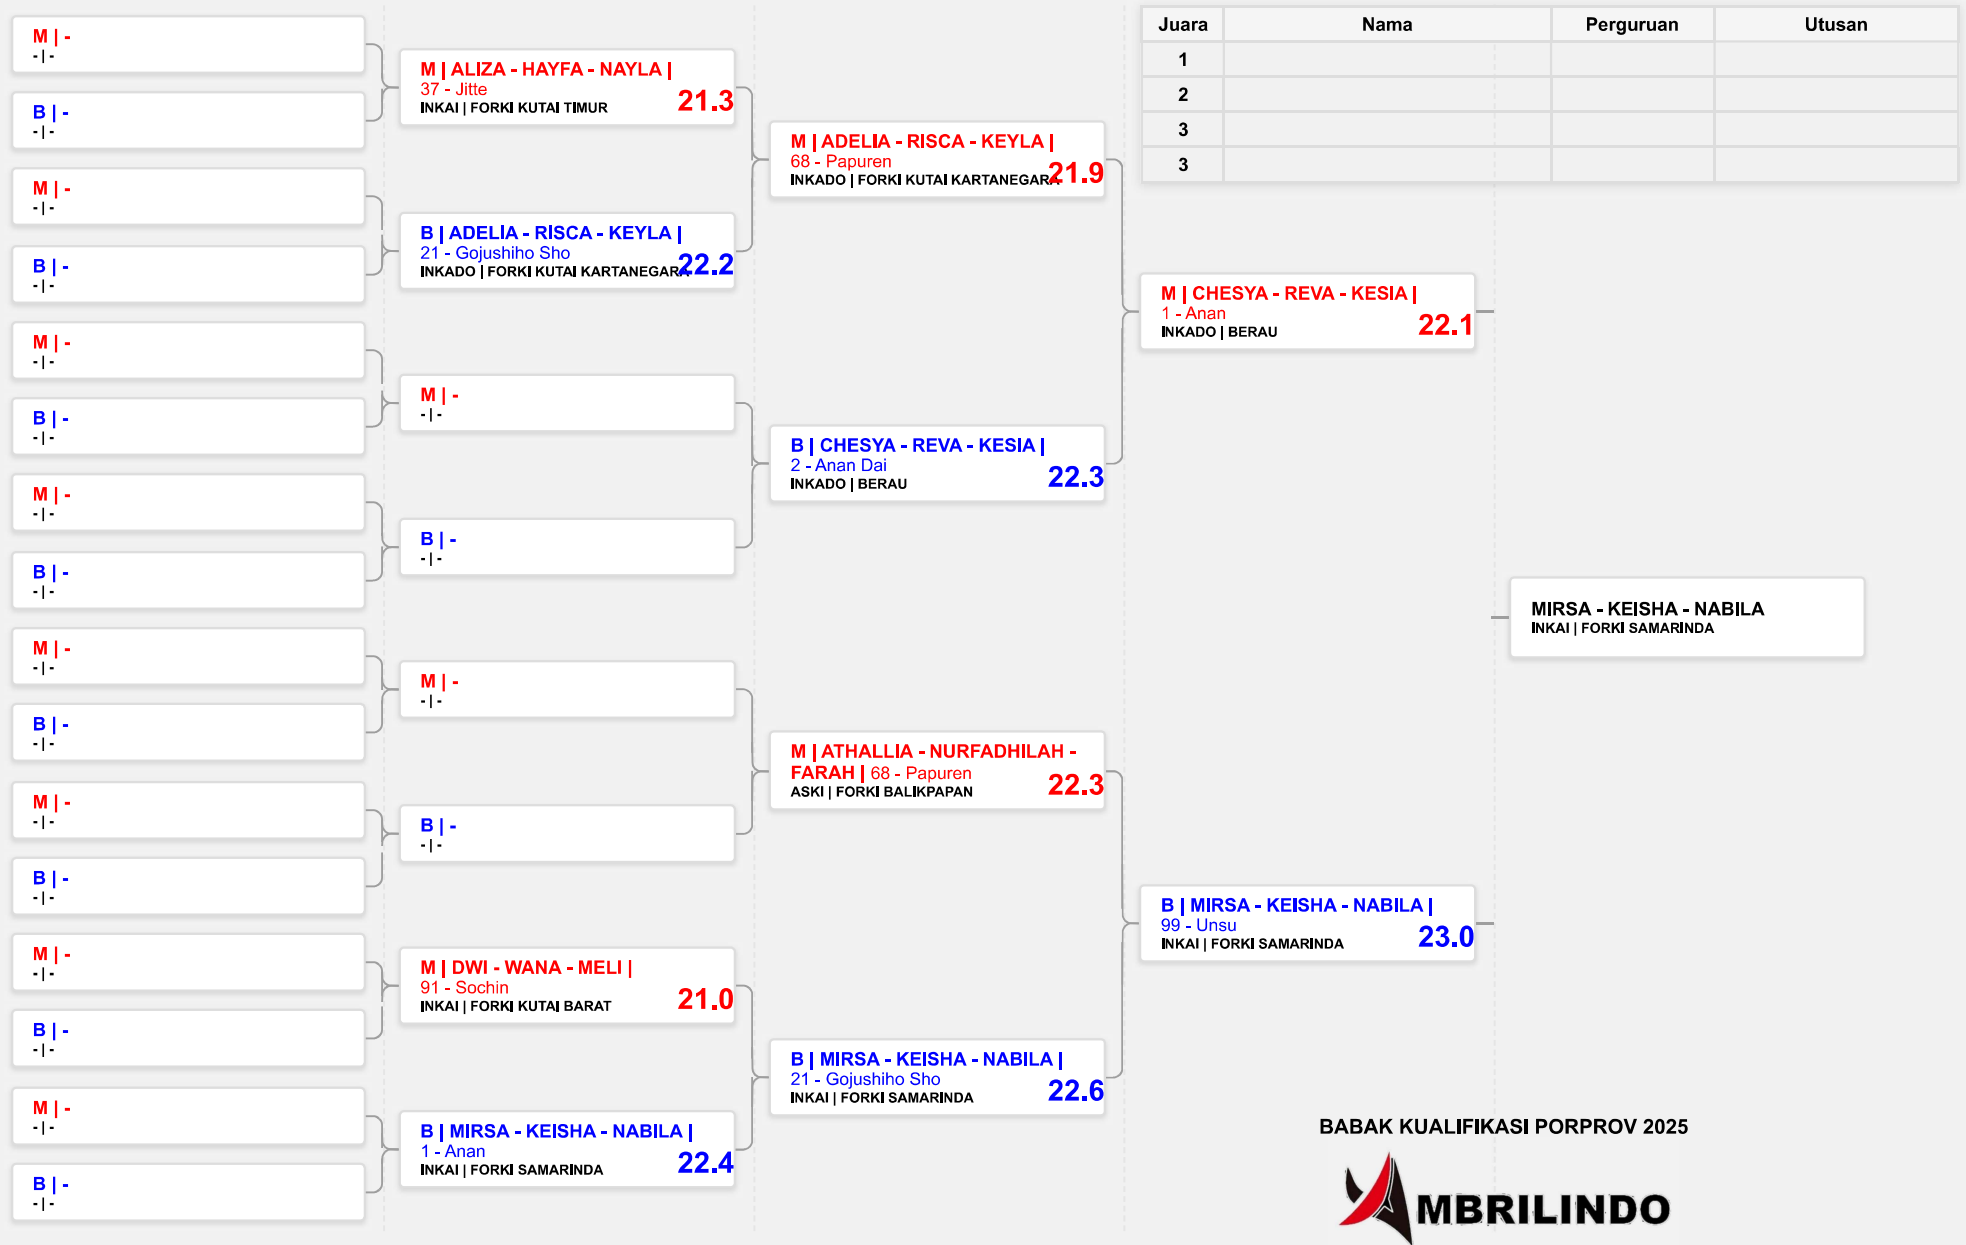 M | -
- | -
B | -
- | -
M | -
- | -
B | -
- | -
M | -
- | -
B | -
- | -
M | -
- | -
B | -
- | -
M | -
- | -
B | -
- | -
M | -
- | -
B | -
- | -
M | -
- | -
B | -
- | -
M | -
- | -
B | -
- | -
M | ALIZA - HAYFA - NAYLA |
37 - Jitte
INKAI | FORKI KUTAI TIMUR
21.3
B | ADELIA - RISCA - KEYLA |
21 - Gojushiho Sho
INKADO | FORKI KUTAI KARTANEGARA
22.2
M | -
- | -
B | -
- | -
M | -
- | -
B | -
- | -
M | DWI - WANA - MELI |
91 - Sochin
INKAI | FORKI KUTAI BARAT
21.0
B | MIRSA - KEISHA - NABILA |
1 - Anan
INKAI | FORKI SAMARINDA
22.4
M | ADELIA - RISCA - KEYLA |
68 - Papuren
INKADO | FORKI KUTAI KARTANEGARA
21.9
B | CHESYA - REVA - KESIA |
2 - Anan Dai
INKADO | BERAU
22.3
M | ATHALLIA - NURFADHILAH -
FARAH | 68 - Papuren
ASKI | FORKI BALIKPAPAN
22.3
B | MIRSA - KEISHA - NABILA |
21 - Gojushiho Sho
INKAI | FORKI SAMARINDA
22.6
M | CHESYA - REVA - KESIA |
1 - Anan
INKADO | BERAU
22.1
B | MIRSA - KEISHA - NABILA |
99 - Unsu
INKAI | FORKI SAMARINDA
23.0
MIRSA - KEISHA - NABILA
INKAI | FORKI SAMARINDA
Juara Nama Perguruan Utusan
1
2
3
3
BABAK KUALIFIKASI PORPROV 2025
MBRILINDO